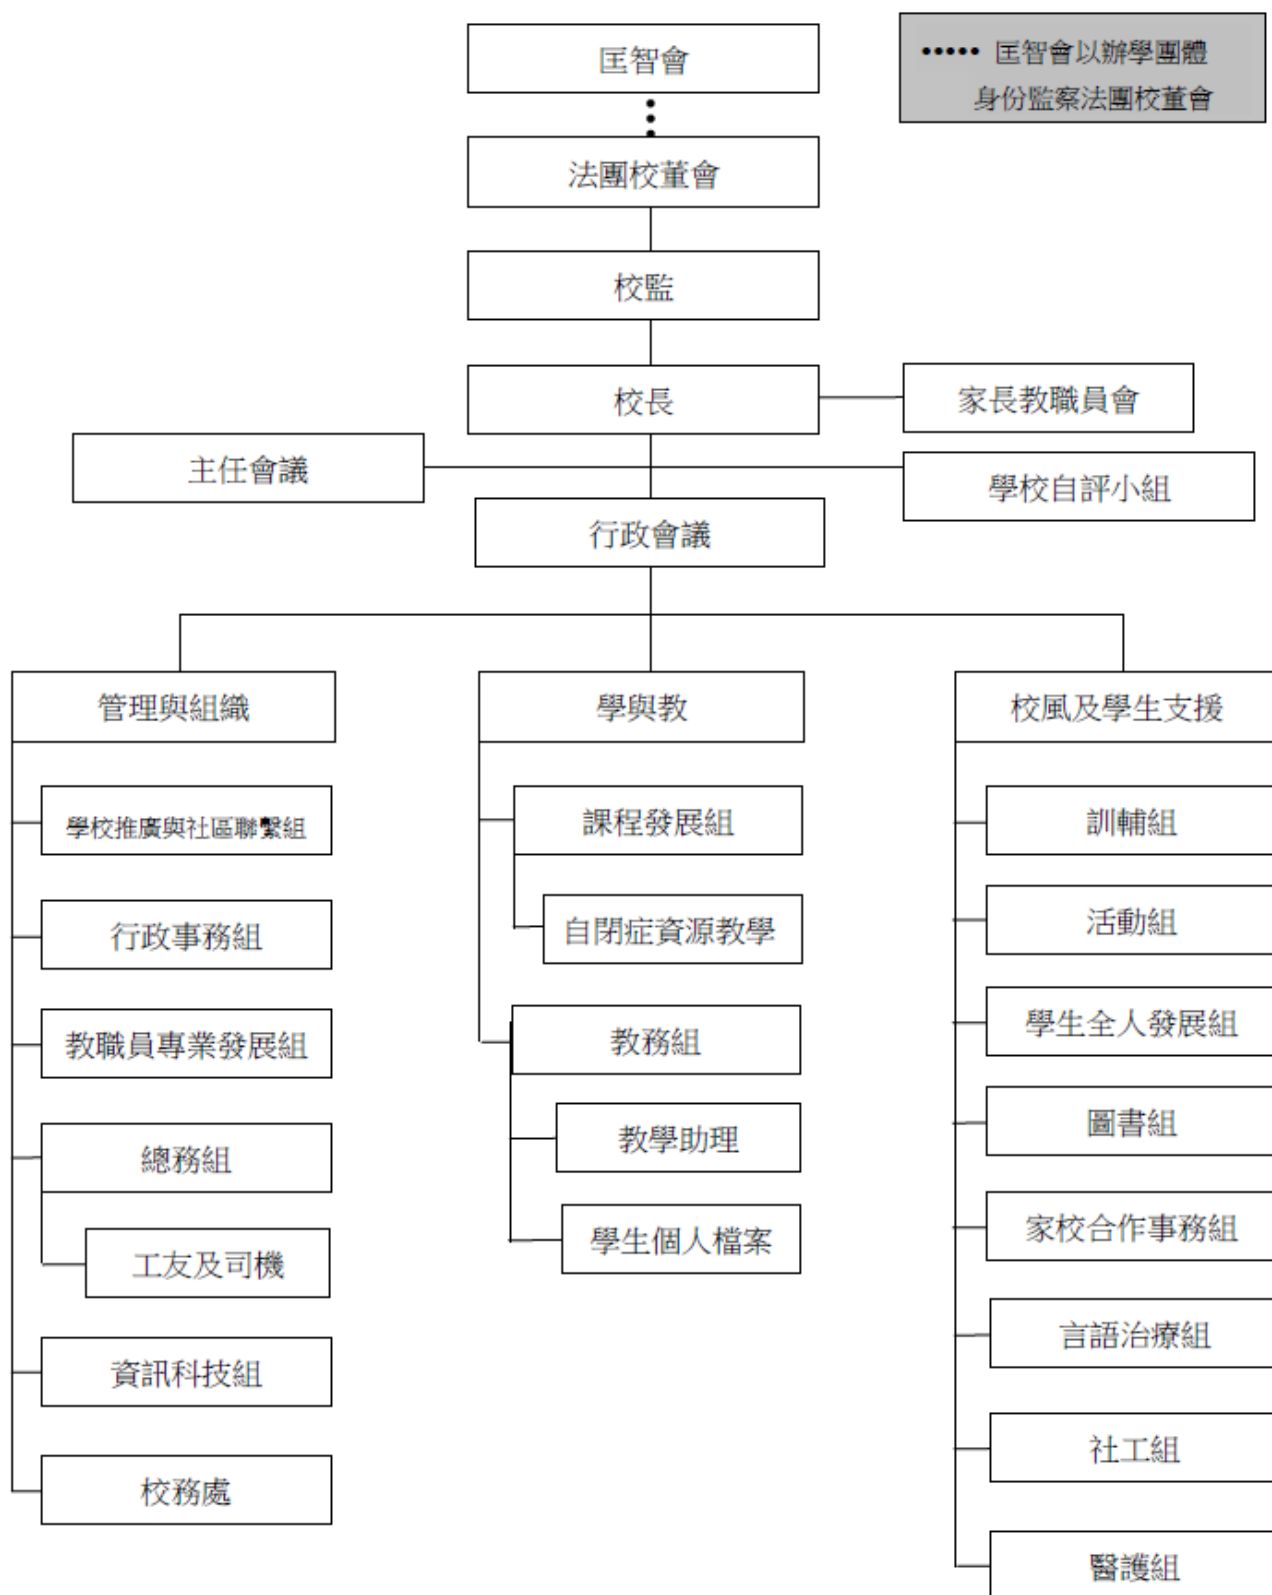 匡智會
••••• 匡智會以辦學團體
身份監察法團校董會
法團校董會
校監
校長
家長教職員會
主任會議
學校自評小組
行政會議
管理與組織
學校推廣與社區聯繫組
行政事務組
教職員專業發展組
總務組
工友及司機
資訊科技組
校務處
學與教
課程發展組
自閉症資源教學
教務組
教學助理
學生個人檔案
校風及學生支援
訓輔組
活動組
學生全人發展組
圖書組
家校合作事務組
言語治療組
社工組
醫護組